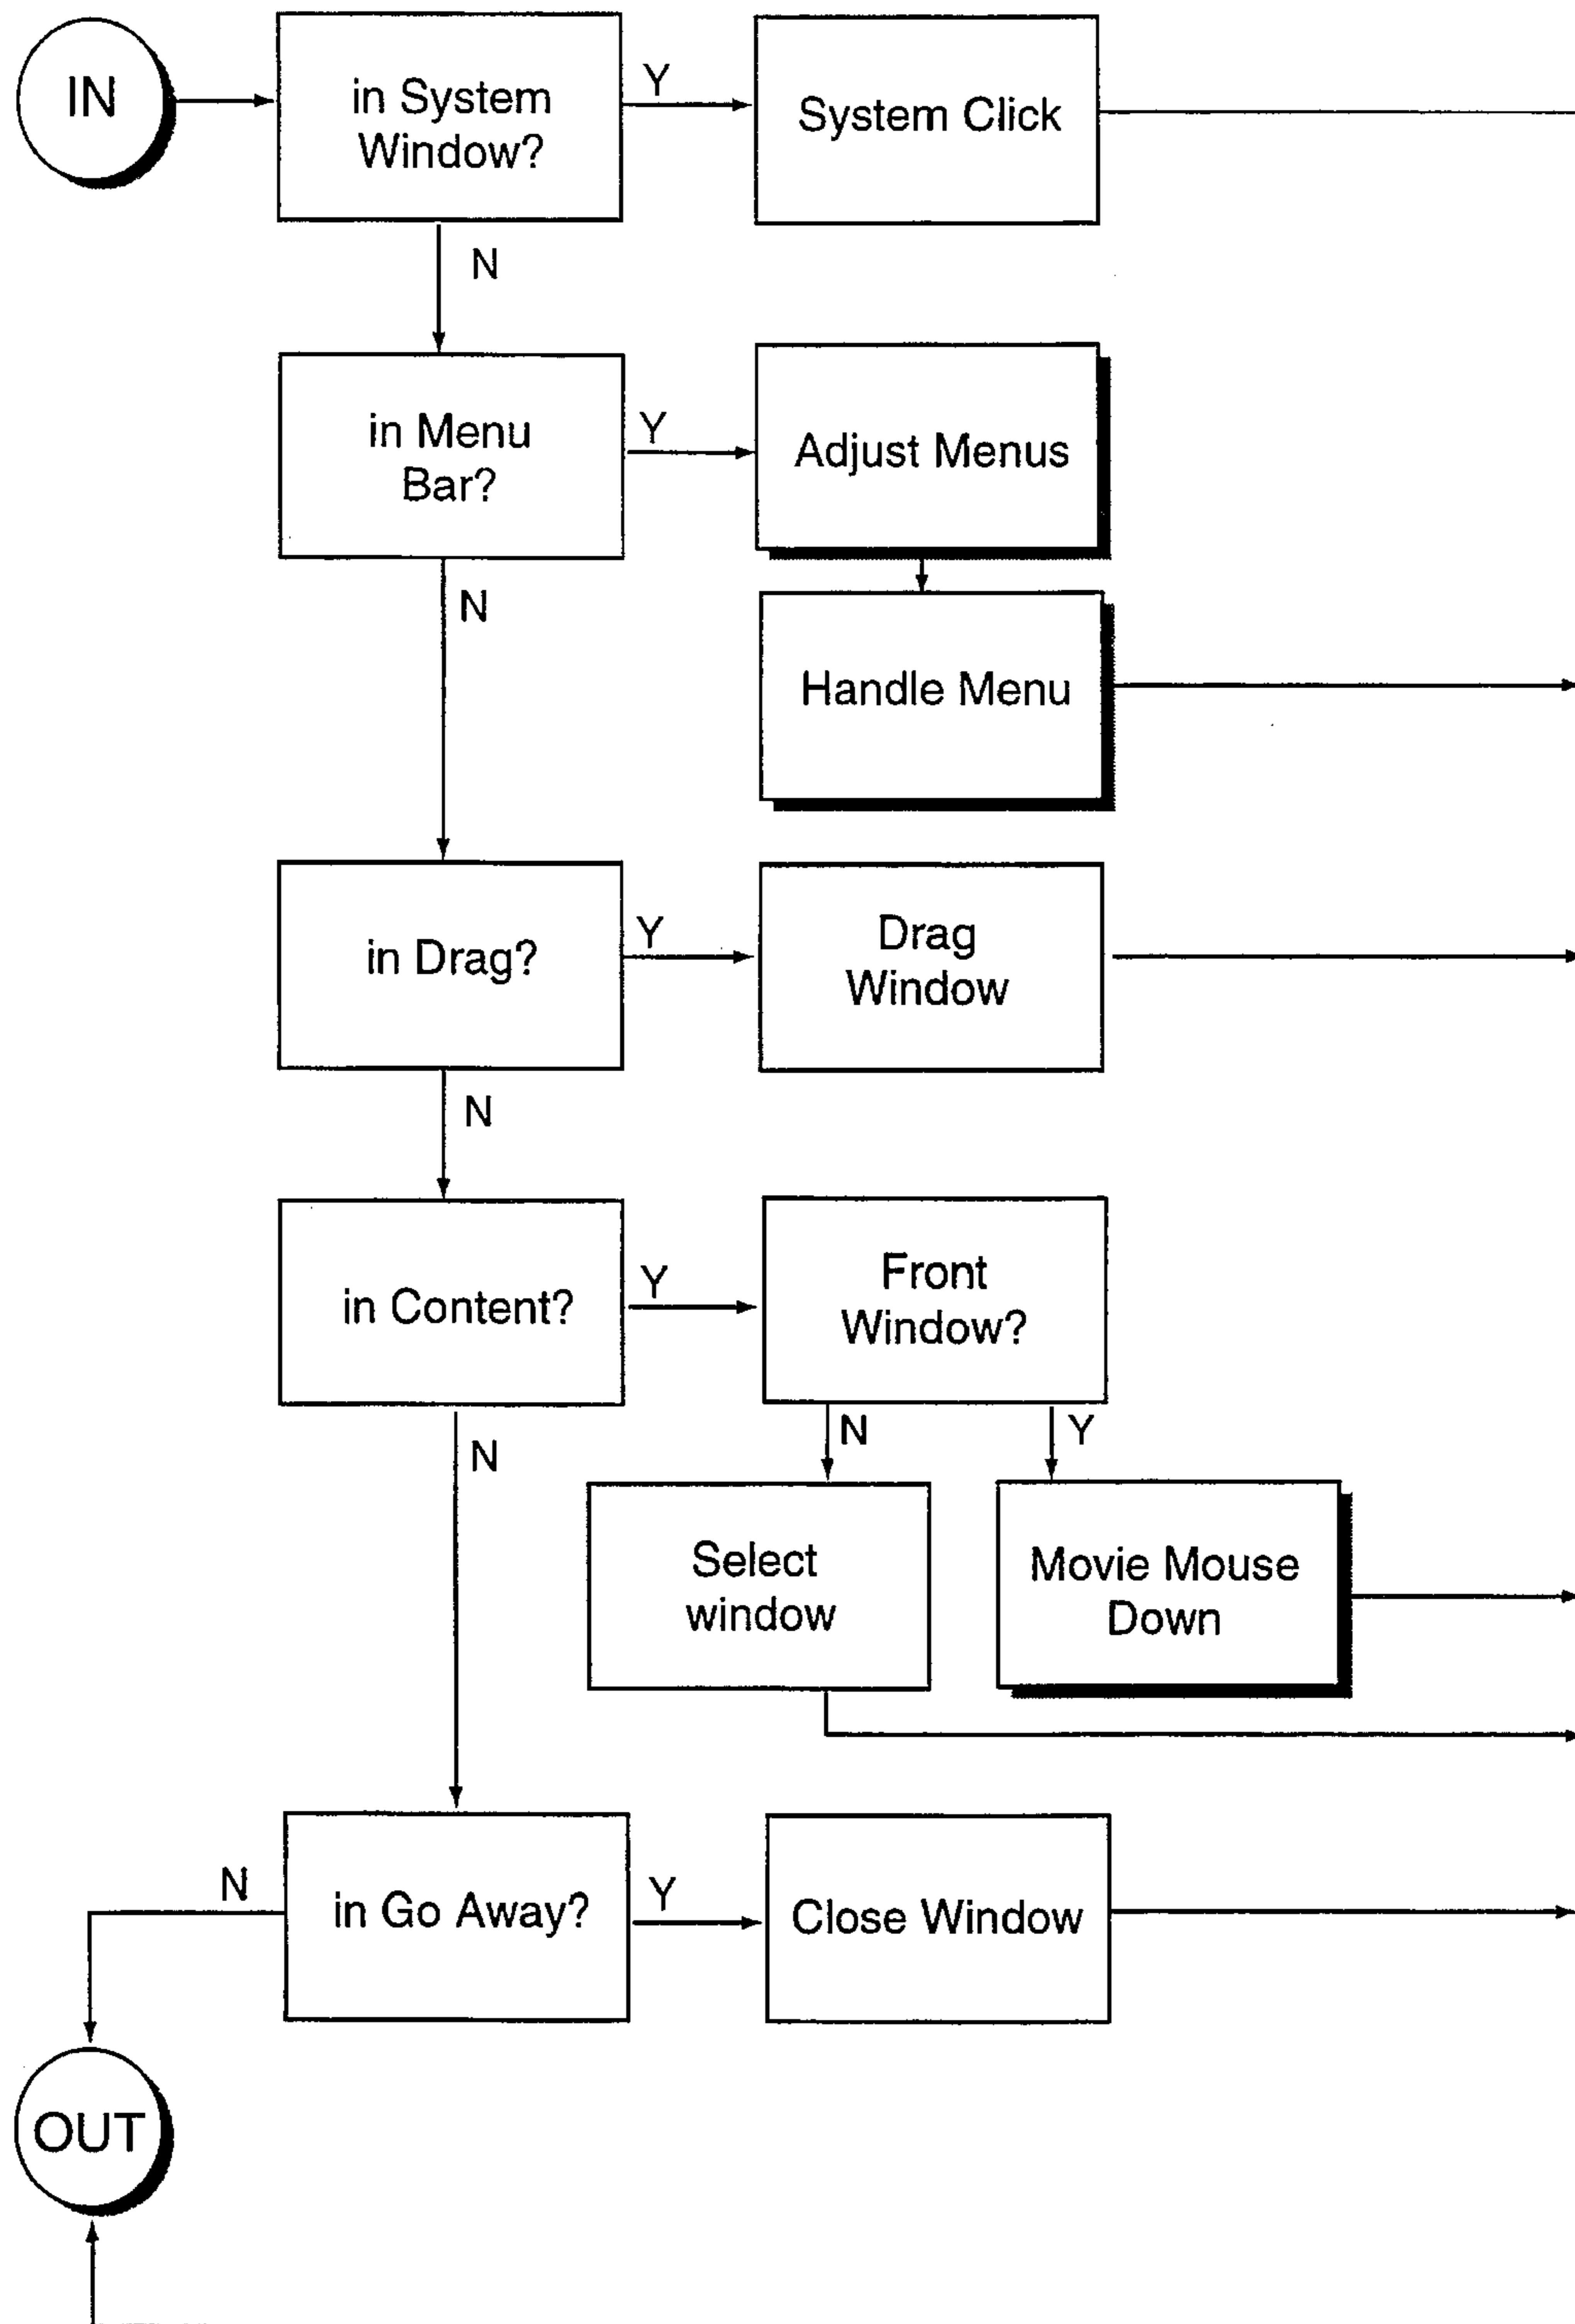 IN
in System
Window?
Y
System Click
N
in Menu
Bar?
Y
Adjust Menus
N
Handle Menu
in Drag?
Y
Drag
Window
N
in Content?
Y
Front
Window?
N
Y
N
Select
window
Movie Mouse
Down
N
in Go Away?
Y
Close Window
OUT